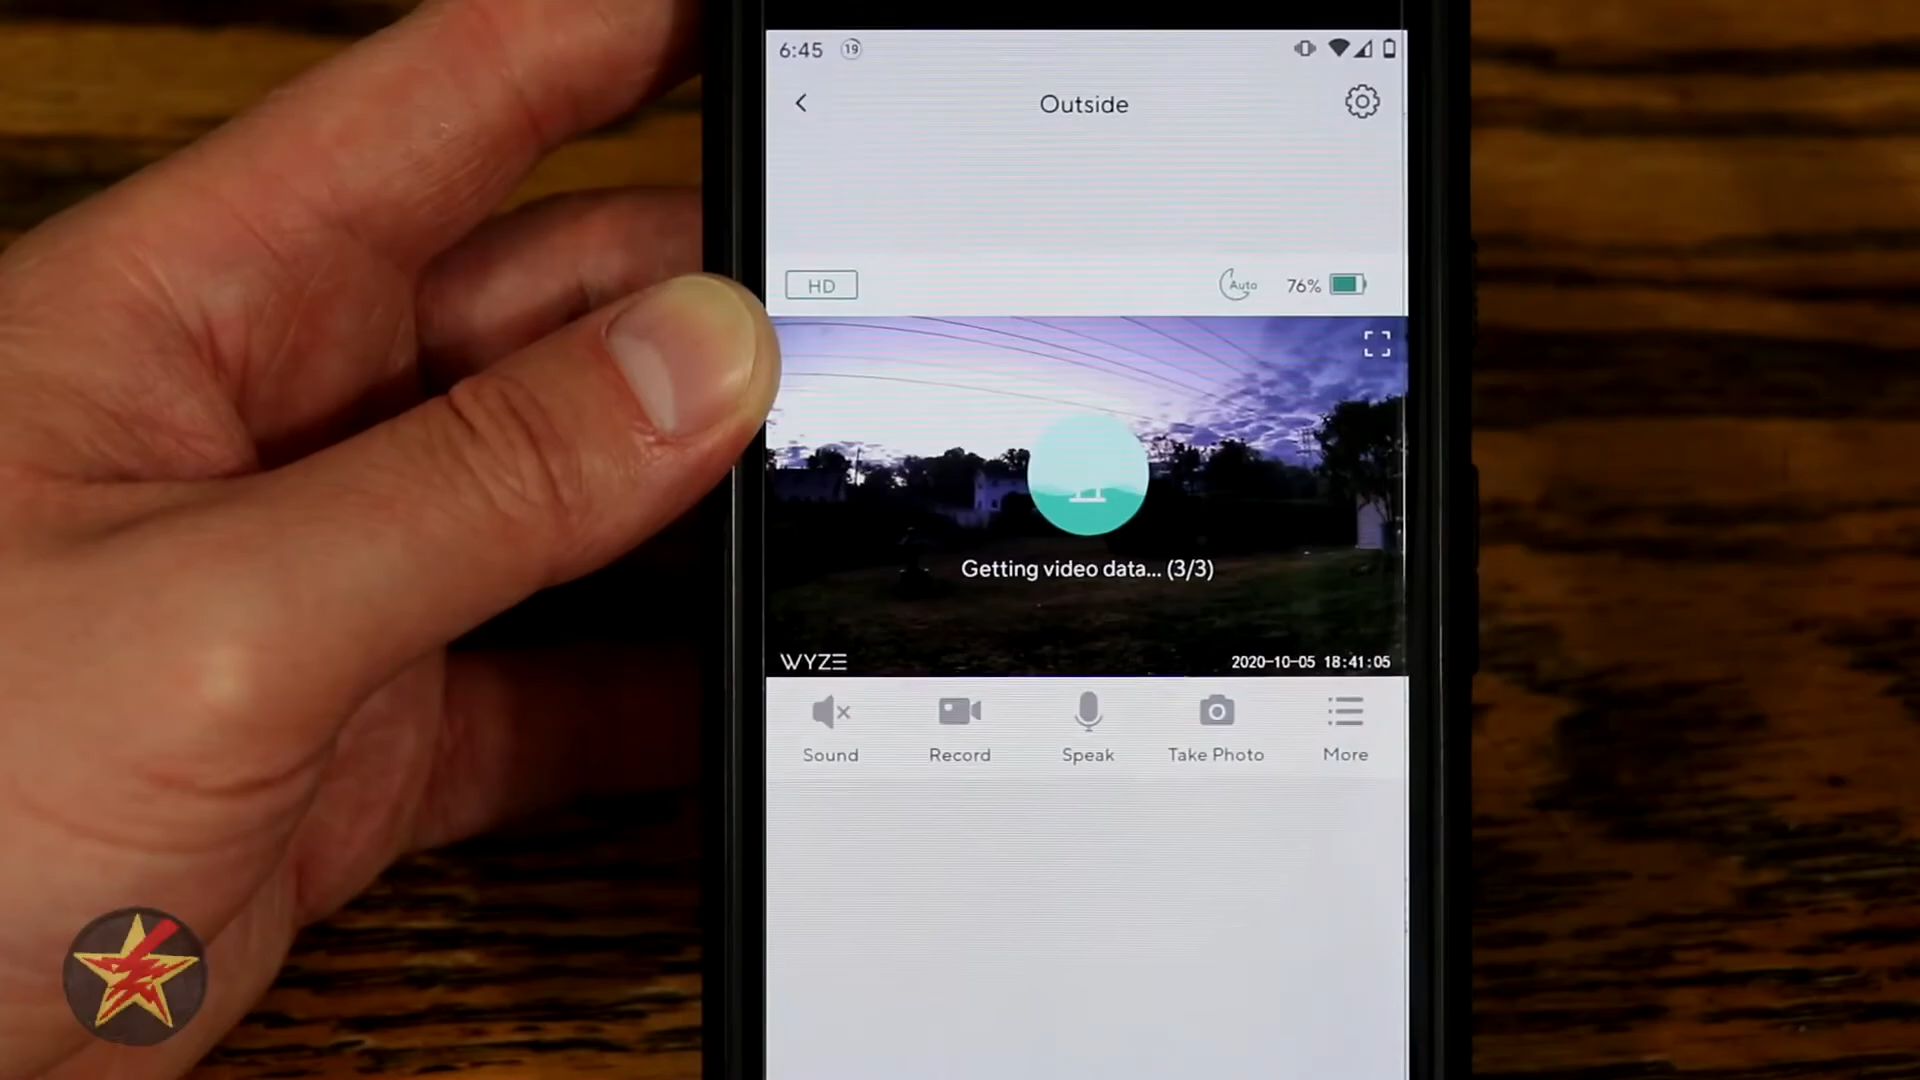 6:45 19
Outside
HD Auto 76%
Getting video data... (3/3)
WYZE 2020-10-05 18:41:05
Sound Record Speak Take Photo More